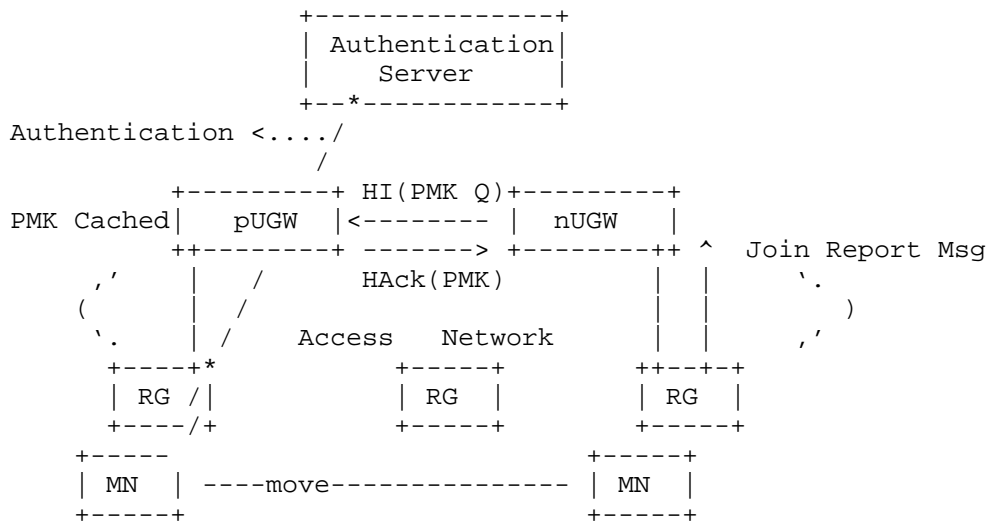 Authentication
Server
Authentication <..../
HI(PMK Q)
PMK Cached pUGW <-------- nUGW
-------> ^ Join Report Msg
HAck(PMK)
Access Network
RG RG RG
MN ----move--------------- MN